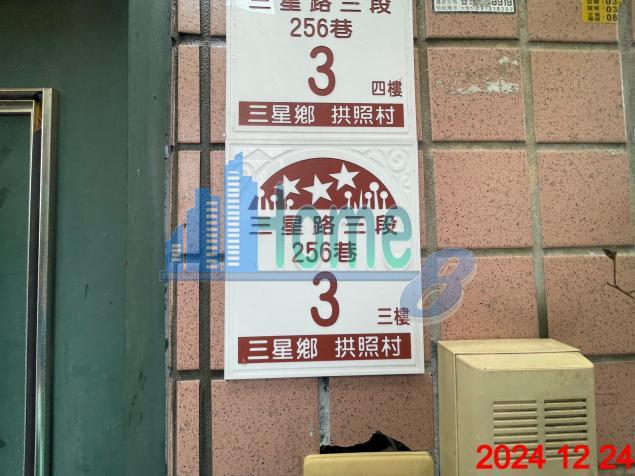 三星路三段
256巷
3
四樓
三星鄉 拱照村
三星路三段
256巷
3
三樓
三星鄉 拱照村
Home 8
2024 12 24